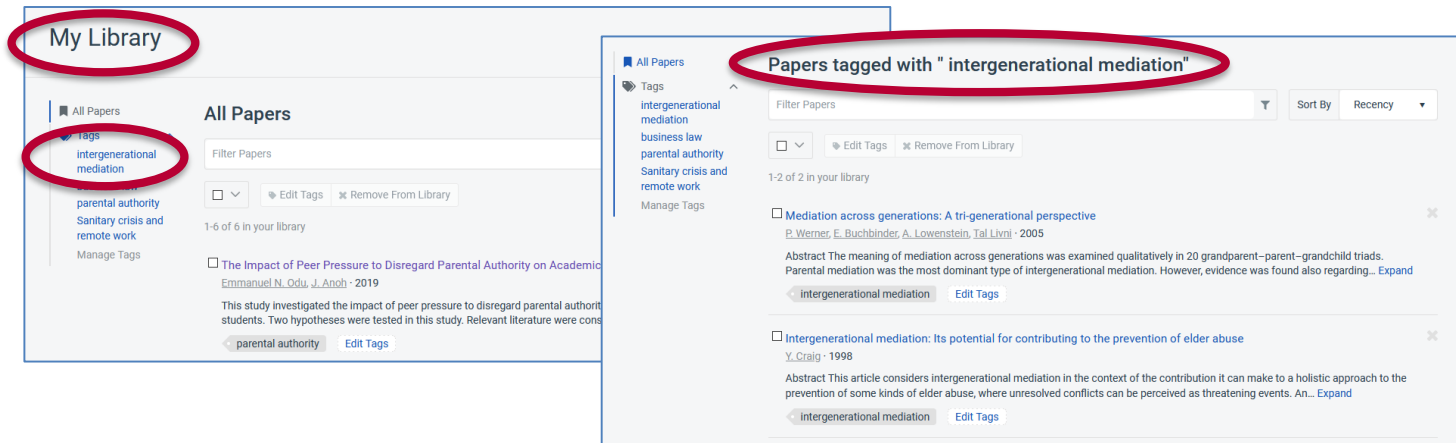 My Library
All Papers
Tags
intergenerational
mediation
parental authority
Sanitary crisis and
remote work
Manage Tags
All Papers
Filter Papers
Edit Tags
Remove From Library
1-6 of 6 in your library
The Impact of Peer Pressure to Disregard Parental Authority on Academic
Emmanuel N. Odu, J. Anoh · 2019
This study investigated the impact of peer pressure to disregard parental authorit
students. Two hypotheses were tested in this study. Relevant literature were cons
parental authority
Edit Tags
All Papers
Tags
intergenerational
mediation
business law
parental authority
Sanitary crisis and
remote work
Manage Tags
Papers tagged with " intergenerational mediation"
Filter Papers
Sort By
Recency
Edit Tags
Remove From Library
1-2 of 2 in your library
Mediation across generations: A tri-generational perspective
P. Werner, E. Buchbinder, A. Lowenstein, Tal Livni · 2005
Abstract The meaning of mediation across generations was examined qualitatively in 20 grandparent–parent–grandchild triads.
Parental mediation was the most dominant type of intergenerational mediation. However, evidence was found also regarding... Expand
intergenerational mediation
Edit Tags
Intergenerational mediation: Its potential for contributing to the prevention of elder abuse
Y. Craig · 1998
Abstract This article considers intergenerational mediation in the context of the contribution it can make to a holistic approach to the
prevention of some kinds of elder abuse, where unresolved conflicts can be perceived as threatening events. An... Expand
intergenerational mediation
Edit Tags